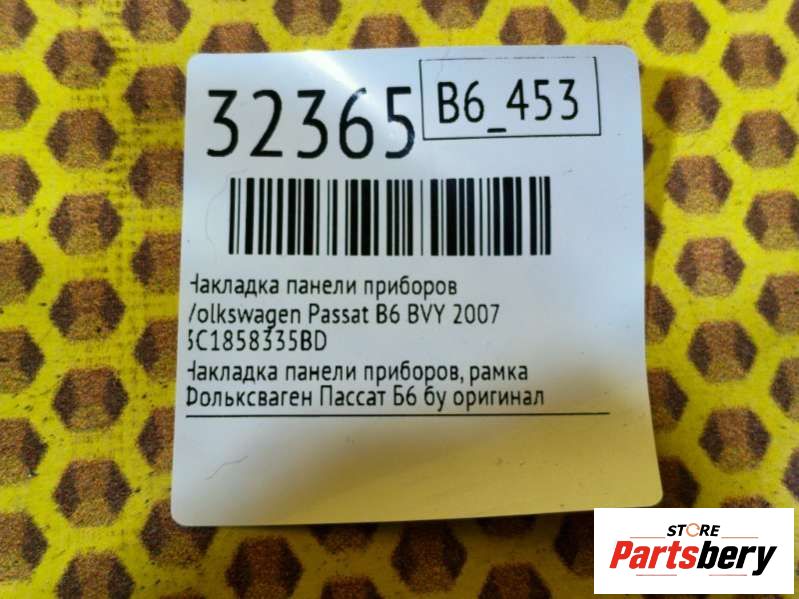 32365
B6_453
Накладка панели приборов
Volkswagen Passat B6 BVY 2007
3C1858335BD
Накладка панели приборов, рамка
Фольксваген Пассат Б6 бу оригинал
STORE
Partsbery